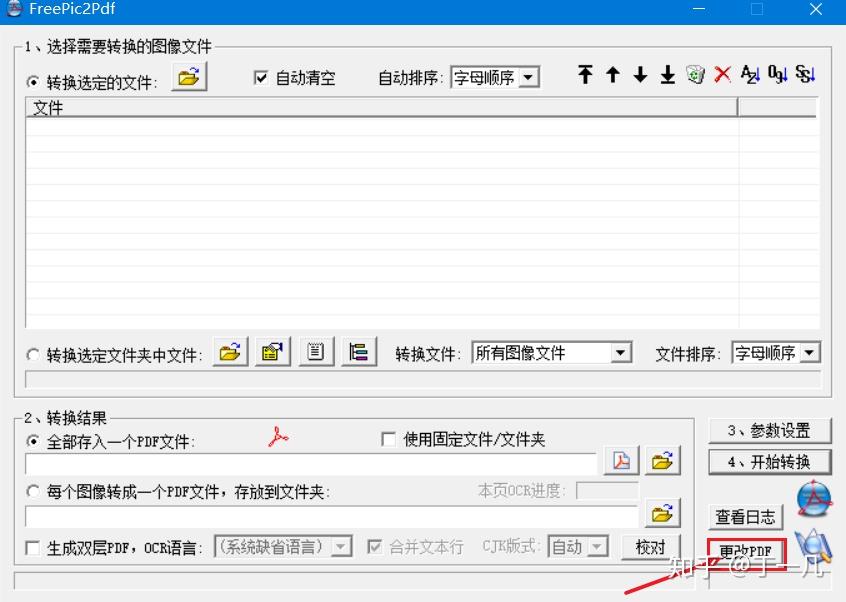 FreePic2Pdf
1、选择需要转换的图像文件
转换选定的文件: 自动清空 自动排序: 字母顺序
文件
转换选定文件夹中文件: 转换文件: 所有图像文件 文件排序: 字母顺序
2、转换结果
全部存入一个PDF文件: 使用固定文件/文件夹
3、参数设置
4、开始转换
每个图像转成一个PDF文件，存放到文件夹: 本页OCR进度:
查看日志
生成双层PDF，OCR语言: (系统缺省语言) 合并文本行 CJK版式: 自动 校对
更改PDF
知乎 @于一几